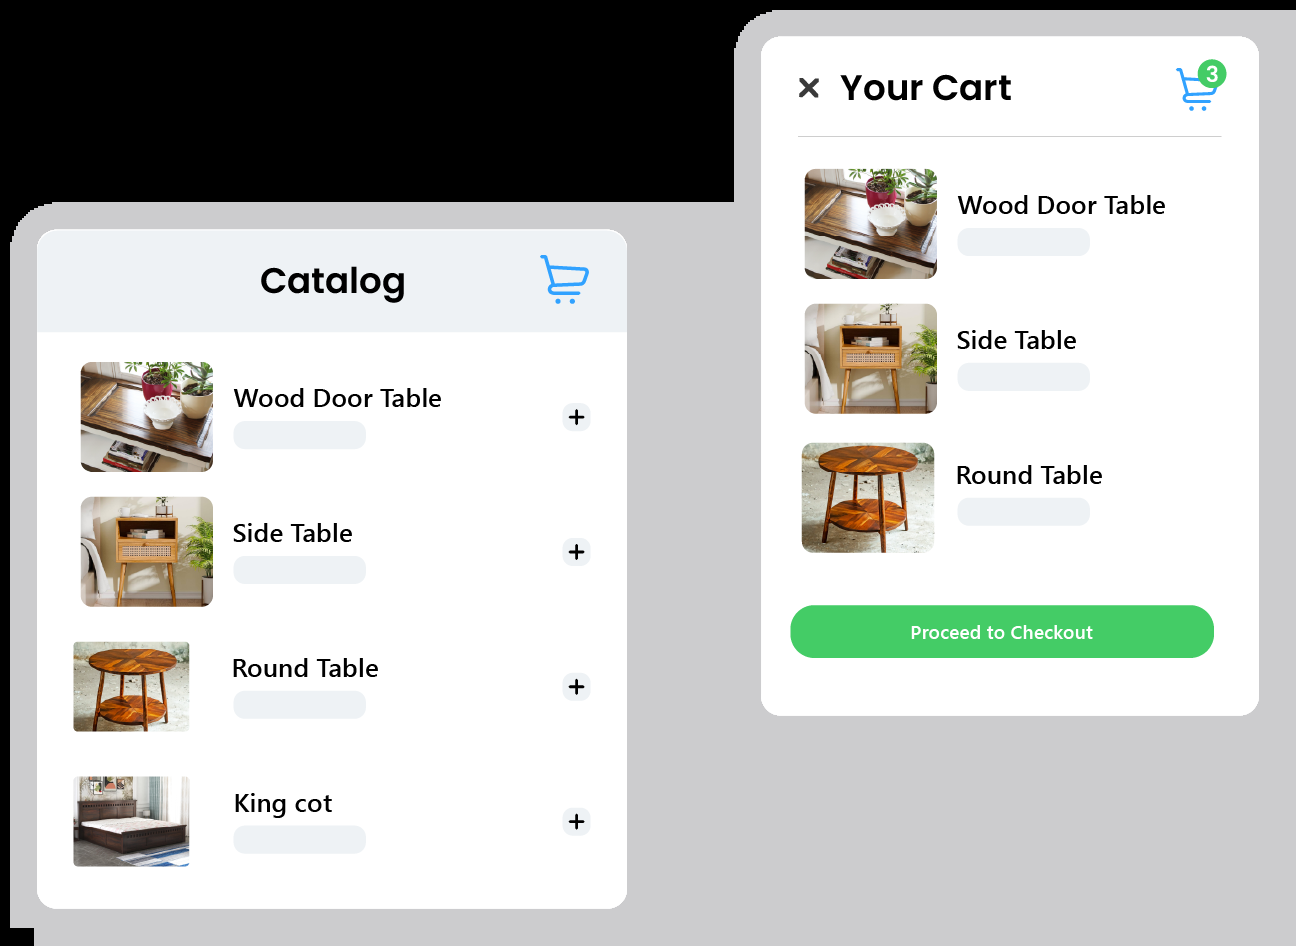 Catalog
Wood Door Table
Side Table
Round Table
King cot
Your Cart
3
Wood Door Table
Side Table
Round Table
Proceed to Checkout